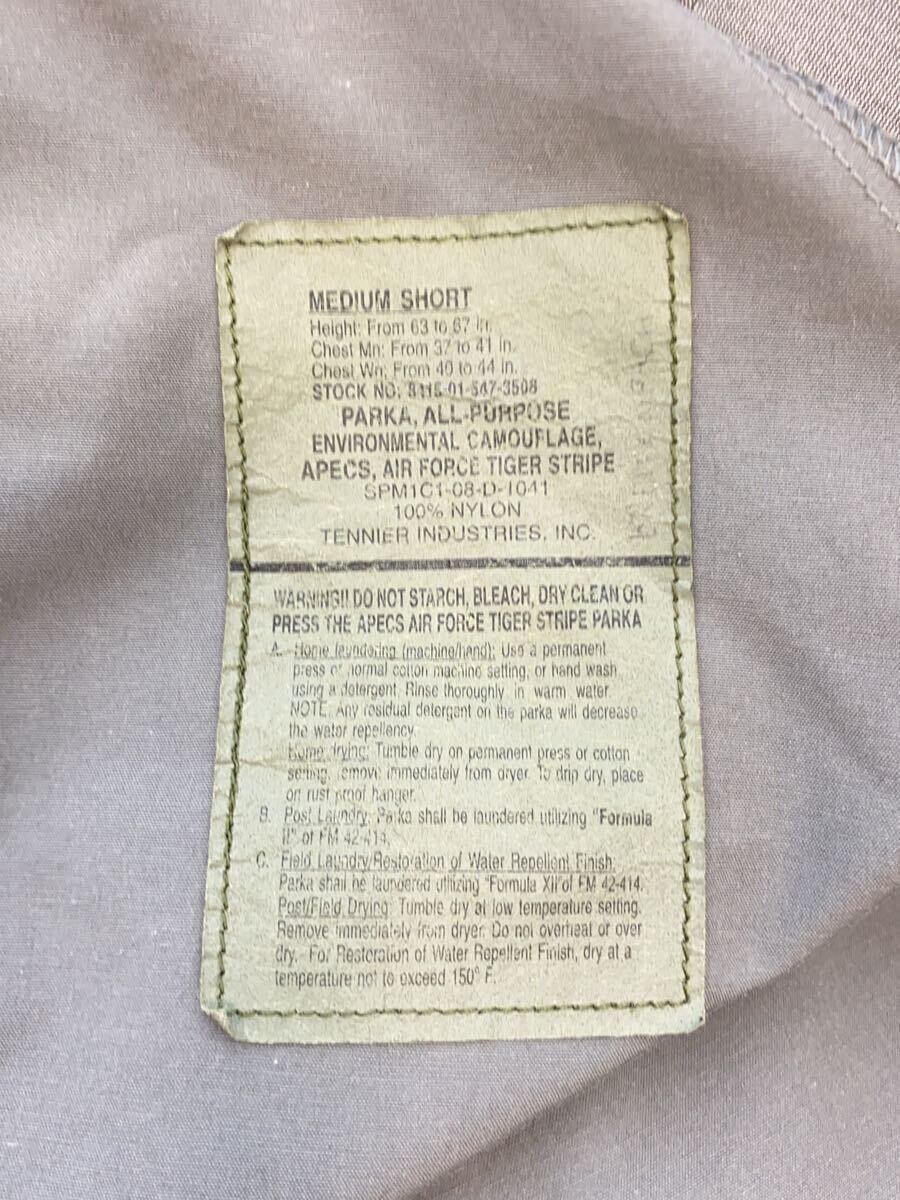 MEDIUM SHORT
Height: From 63 to 67 in.
Chest Mn: From 37 to 41 in.
Chest Wn: From 40 to 44 in.
STOCK NO: 8415-01-547-3508
PARKA, ALL-PURPOSE
ENVIRONMENTAL CAMOUFLAGE,
APECS, AIR FORCE TIGER STRIPE
SPM1C1-08-D-1041
100% NYLON
TENNIER INDUSTRIES, INC.
WARNING!! DO NOT STARCH, BLEACH, DRY CLEAN OR
PRESS THE APECS AIR FORCE TIGER STRIPE PARKA
A. Home laundering (machine/hand): Use a permanent
press or normal cotton machine setting, or hand wash
using a detergent. Rinse thoroughly in warm water.
NOTE: Any residual detergent on the parka will decrease
the water repellency.
Home drying: Tumble dry on permanent press or cotton
setting, remove immediately from dryer. To drip dry, place
on rust proof hanger.
B. Post Laundry: Parka shall be laundered utilizing "Formula
II" of FM 42-414.
C. Field Laundry/Restoration of Water Repellent Finish:
Parka shall be laundered utilizing "Formula XII of FM 42-414.
Post/Field Drying: Tumble dry at low temperature setting.
Remove immediately from dryer. Do not overheat or over
dry. For Restoration of Water Repellent Finish, dry at a
temperature not to exceed 150° F.